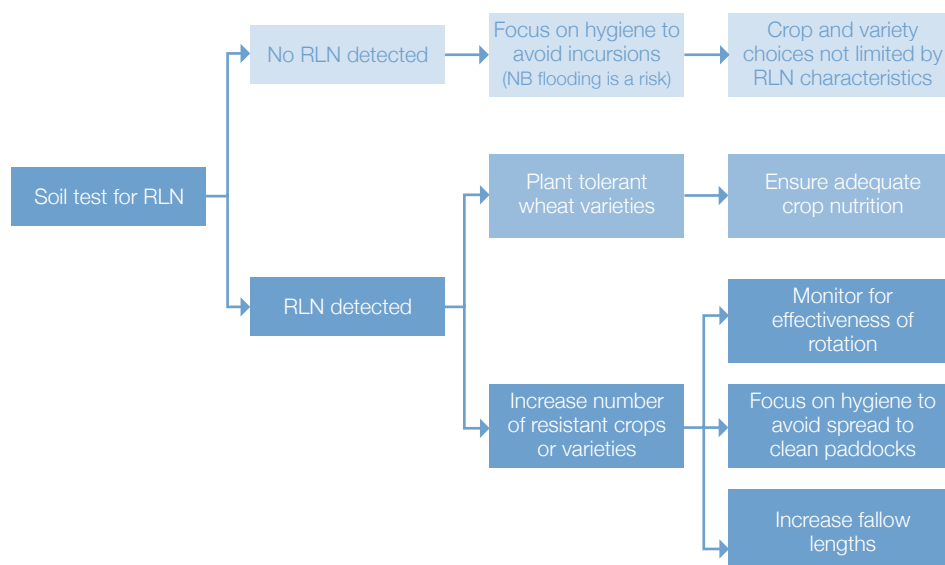 Soil test for RLN
No RLN detected
Focus on hygiene to
avoid incursions
(NB flooding is a risk)
Crop and variety
choices not limited by
RLN characteristics
RLN detected
Plant tolerant
wheat varieties
Ensure adequate
crop nutrition
Increase number
of resistant crops
or varieties
Monitor for
effectiveness of
rotation
Focus on hygiene to
avoid spread to
clean paddocks
Increase fallow
lengths